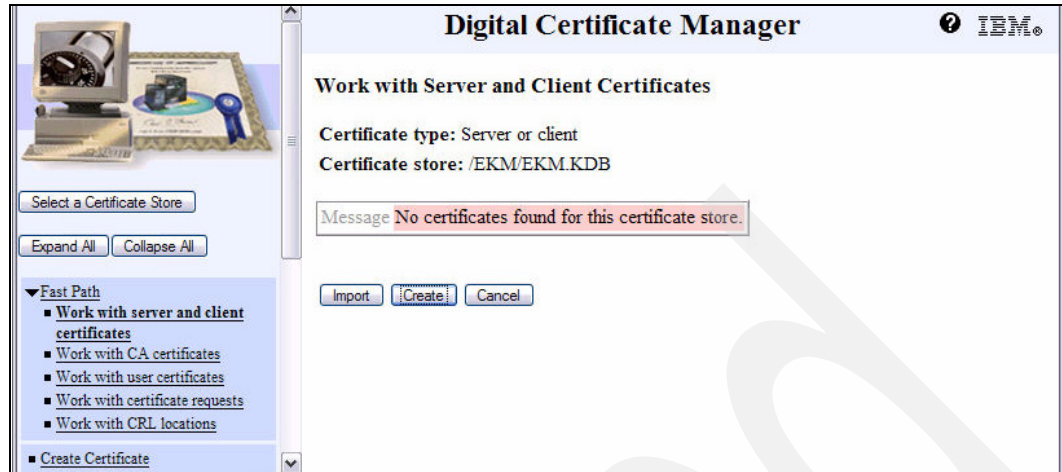 Digital Certificate Manager
? IBM®
Select a Certificate Store
Expand All Collapse All
Fast Path
Work with server and client
certificates
Work with CA certificates
Work with user certificates
Work with certificate requests
Work with CRL locations
Create Certificate
Work with Server and Client Certificates
Certificate type: Server or client
Certificate store: /EKM/EKM.KDB
Message No certificates found for this certificate store.
Import Create Cancel